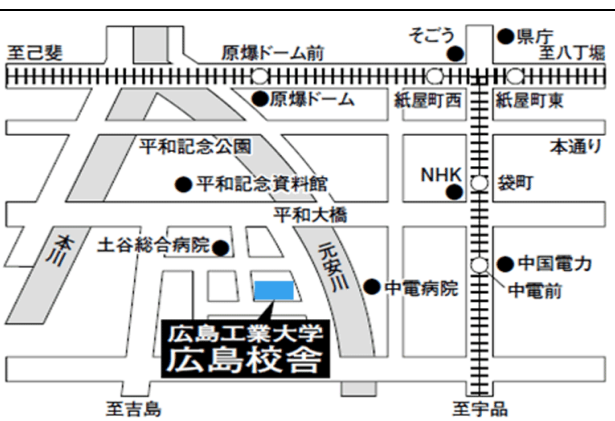 そごう
県庁
至己斐
原爆ドーム前
至八丁堀
原爆ドーム
紙屋町西
紙屋町東
平和記念公園
本通り
NHK
平和記念資料館
袋町
平和大橋
本川
土谷総合病院
元安川
中国電力
中電病院
中電前
広島工業大学
広島校舎
至吉島
至宇品